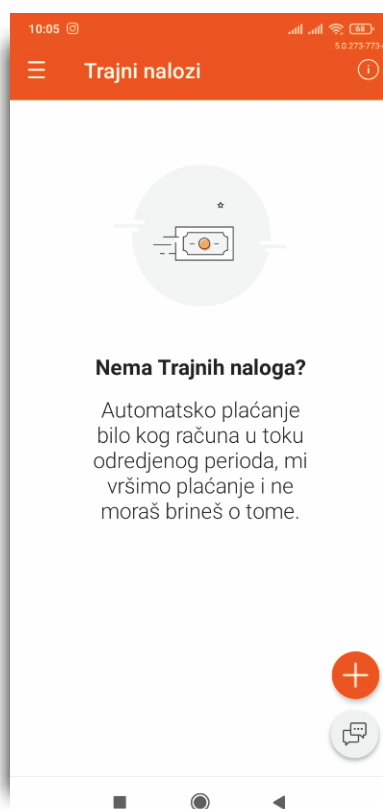 10:05
68
5.0.273-773-
Trajni nalozi
Nema Trajnih naloga?
Automatsko plaćanje
bilo kog računa u toku
odredjenog perioda, mi
vršimo plaćanje i ne
moraš brineš o tome.